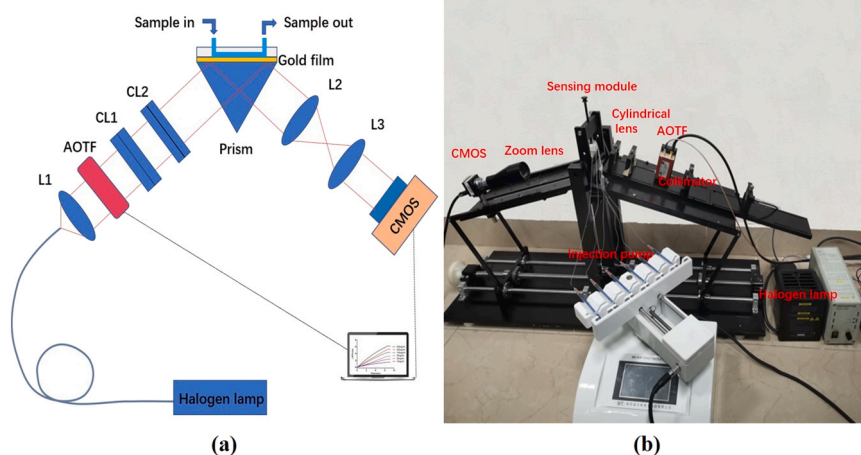 Sample in
Sample out
Gold film
L2
CL2
CL1
L3
AOTF
Prism
L1
CMOS
Halogen lamp
(a)
Sensing module
Cylindrical
lens
AOTF
CMOS
Zoom lens
Collimator
Injection pump
Halogen lamp
(b)